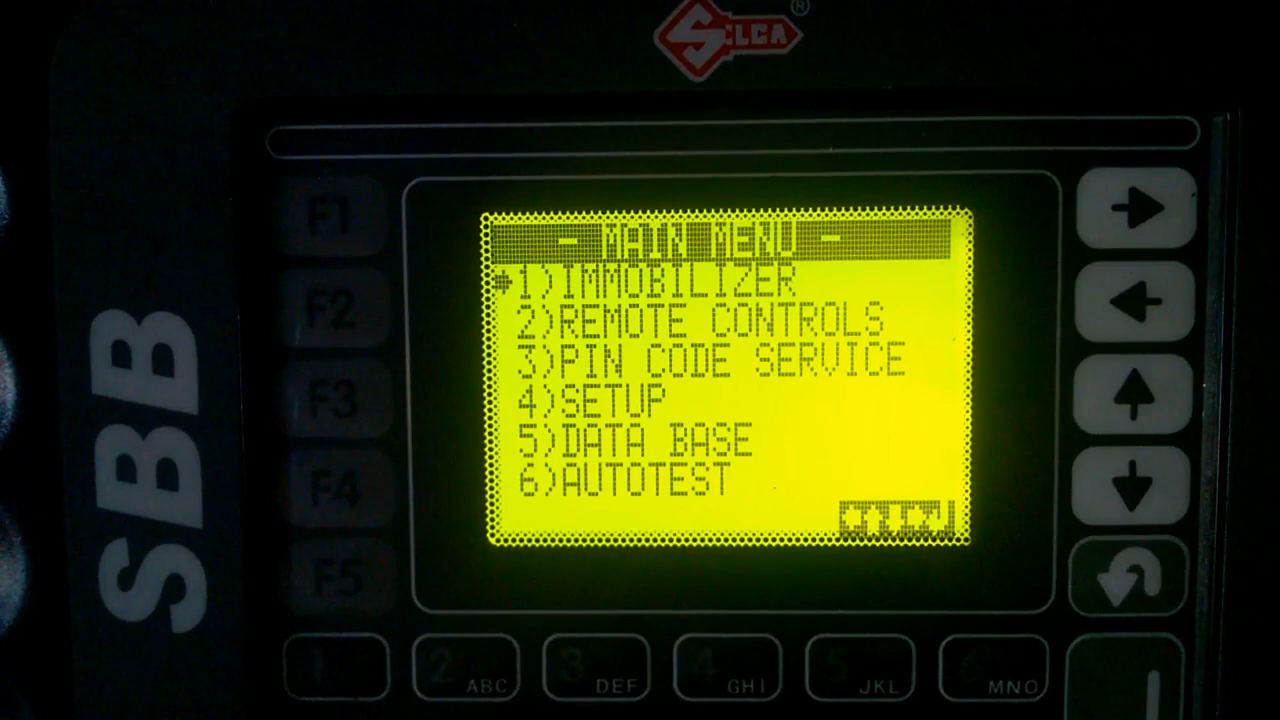 SILCA®
SBB
F1
F2
F3
F4
F5
- MAIN MENU -
1)IMMOBILIZER
2)REMOTE CONTROLS
3)PIN CODE SERVICE
4)SETUP
5)DATA BASE
6)AUTOTEST
1
2 ABC
3 DEF
4 GHI
5 JKL
6 MNO